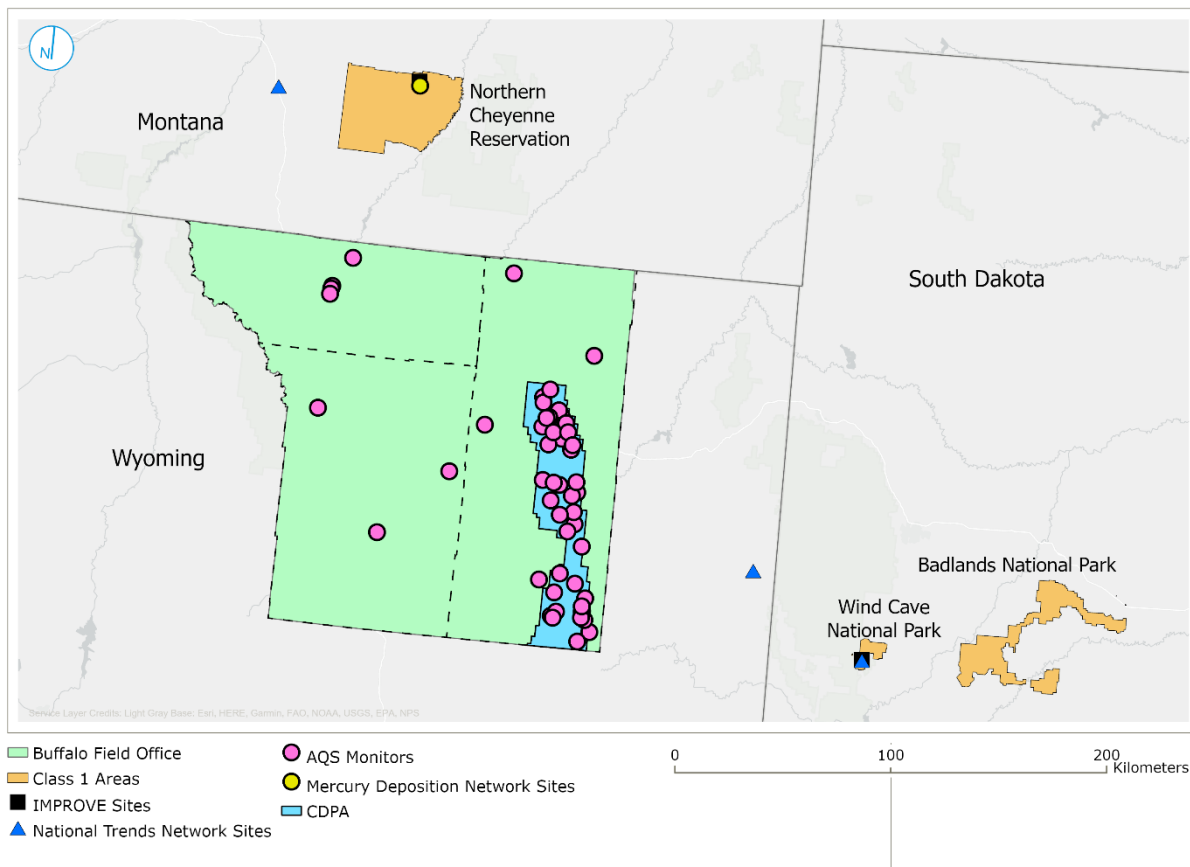 N
Montana
Northern
Cheyenne
Reservation
South Dakota
Wyoming
Badlands National Park
Wind Cave
National Park
Service Layer Credits: Light Gray Base: Esri, HERE, Garmin, FAO, NOAA, USGS, EPA, NPS
Buffalo Field Office
Class 1 Areas
IMPROVE Sites
National Trends Network Sites
AQS Monitors
Mercury Deposition Network Sites
CDPA
0 100 200
Kilometers